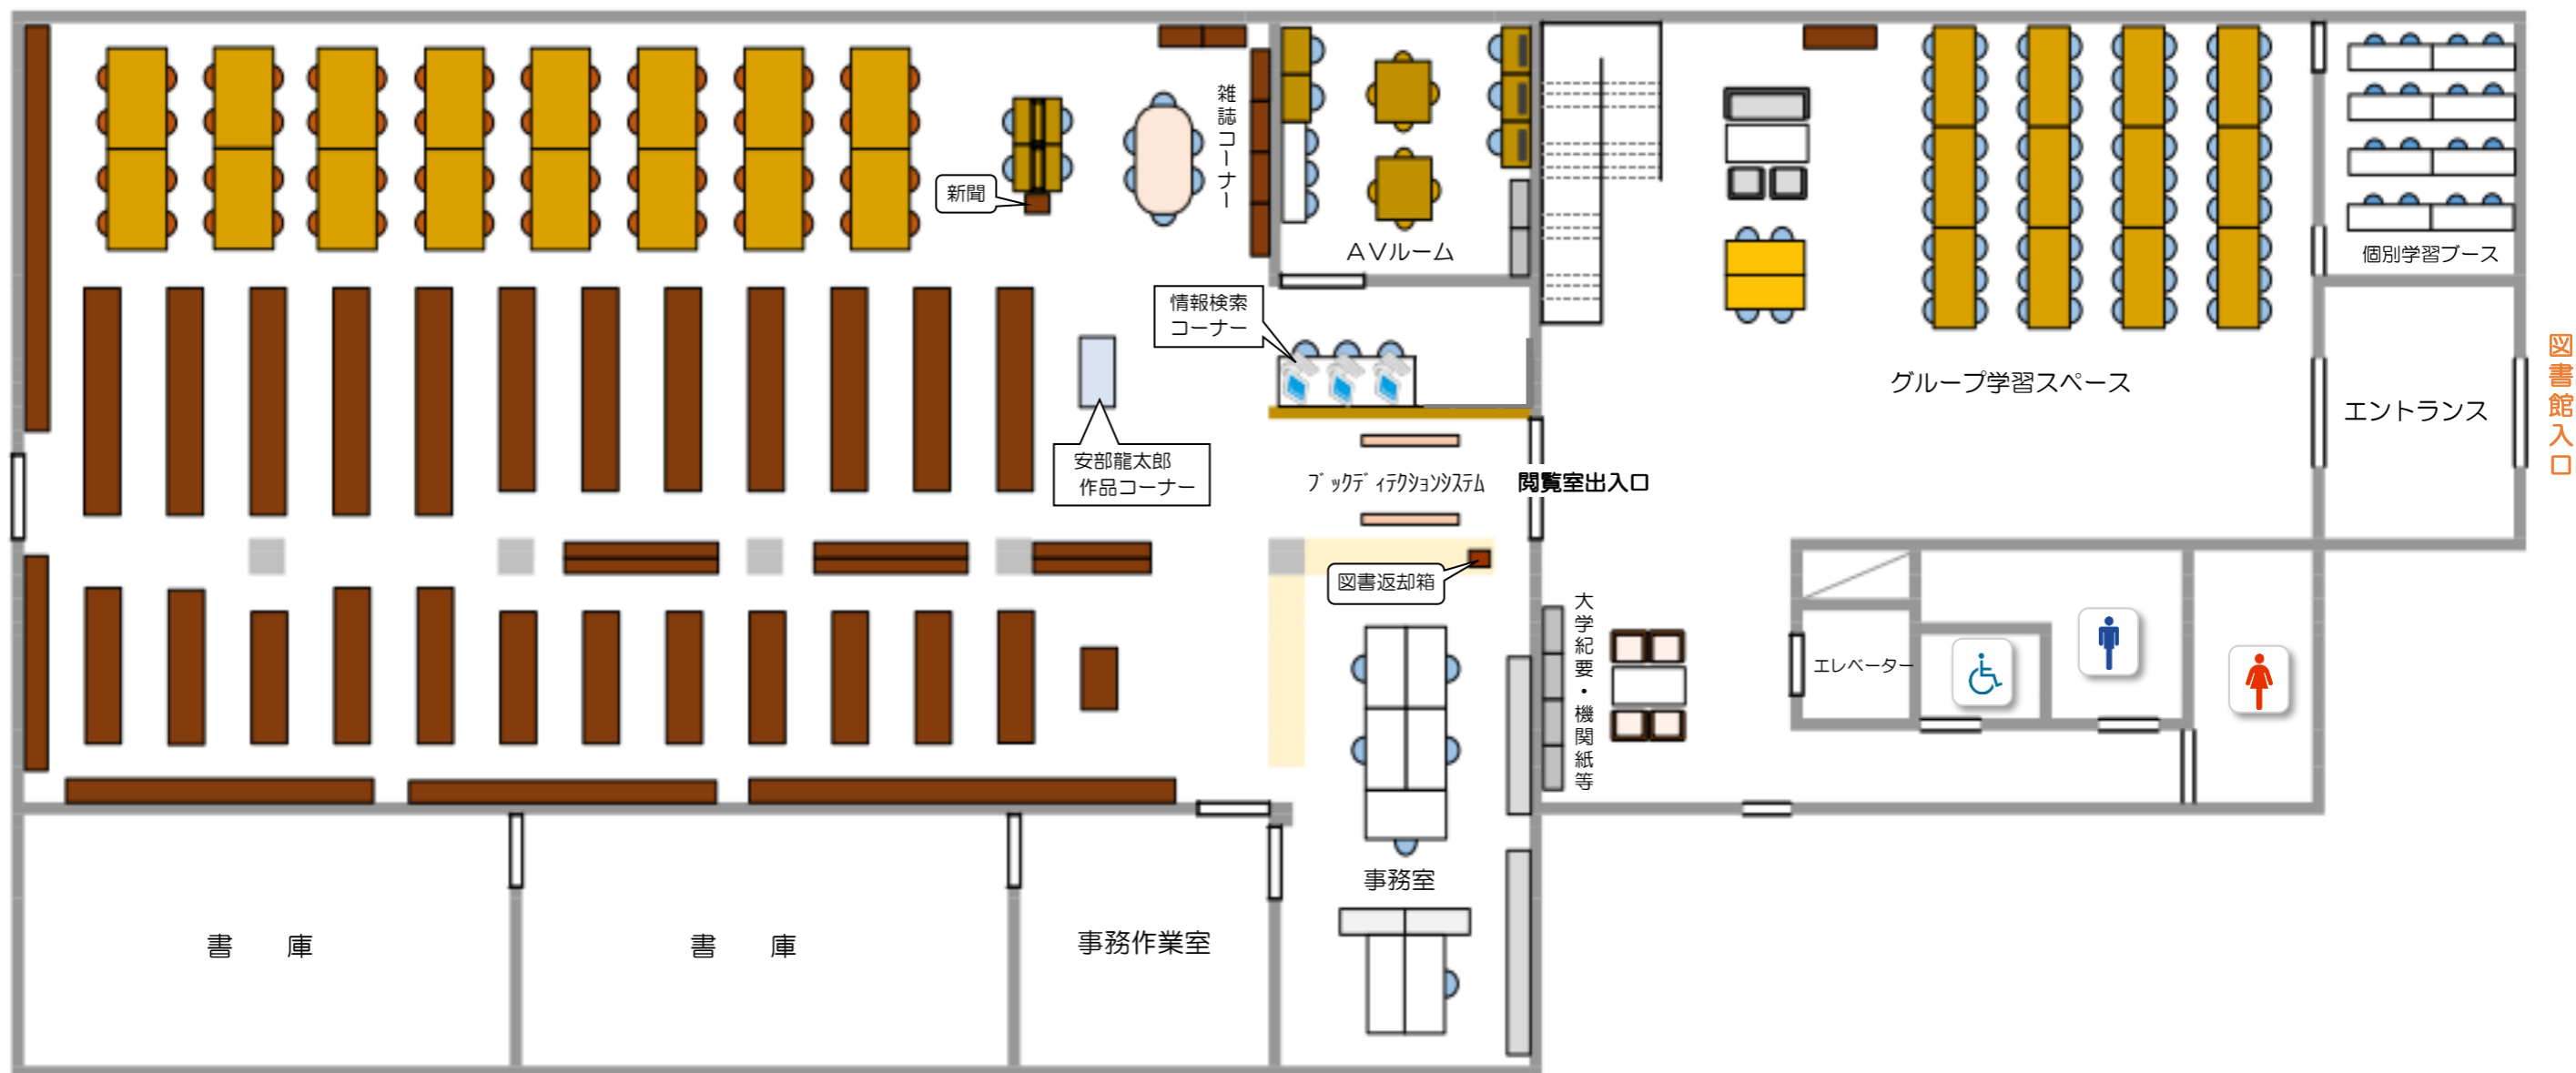 雑誌コーナー
新聞
AVルーム
個別学習ブース
情報検索
コーナー
図書館入口
グループ学習スペース
エントランス
安部龍太郎
作品コーナー
ブックディテクションシステム
閲覧室出入口
図書返却箱
大学紀要・機関紙等
エレベーター
事務室
書 庫
書 庫
事務作業室